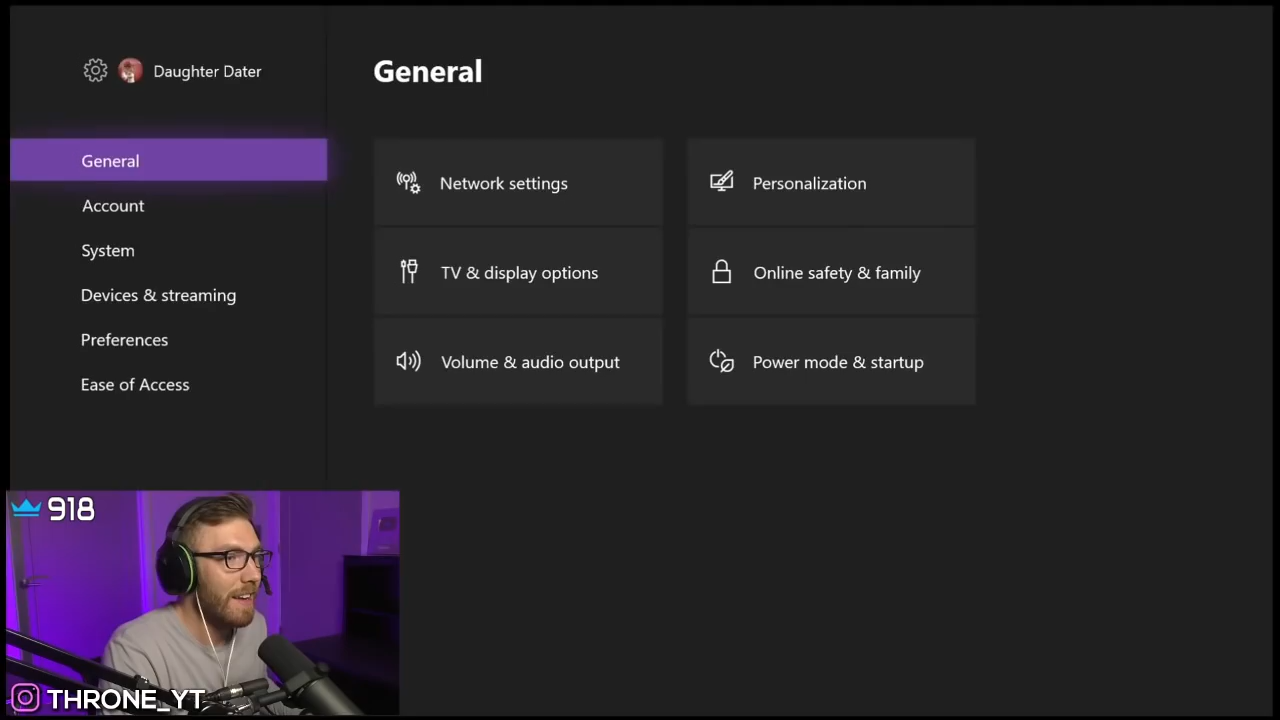 Daughter Dater
General
General
Account
System
Devices & streaming
Preferences
Ease of Access
Network settings
Personalization
TV & display options
Online safety & family
Volume & audio output
Power mode & startup
918
THRONE_YT